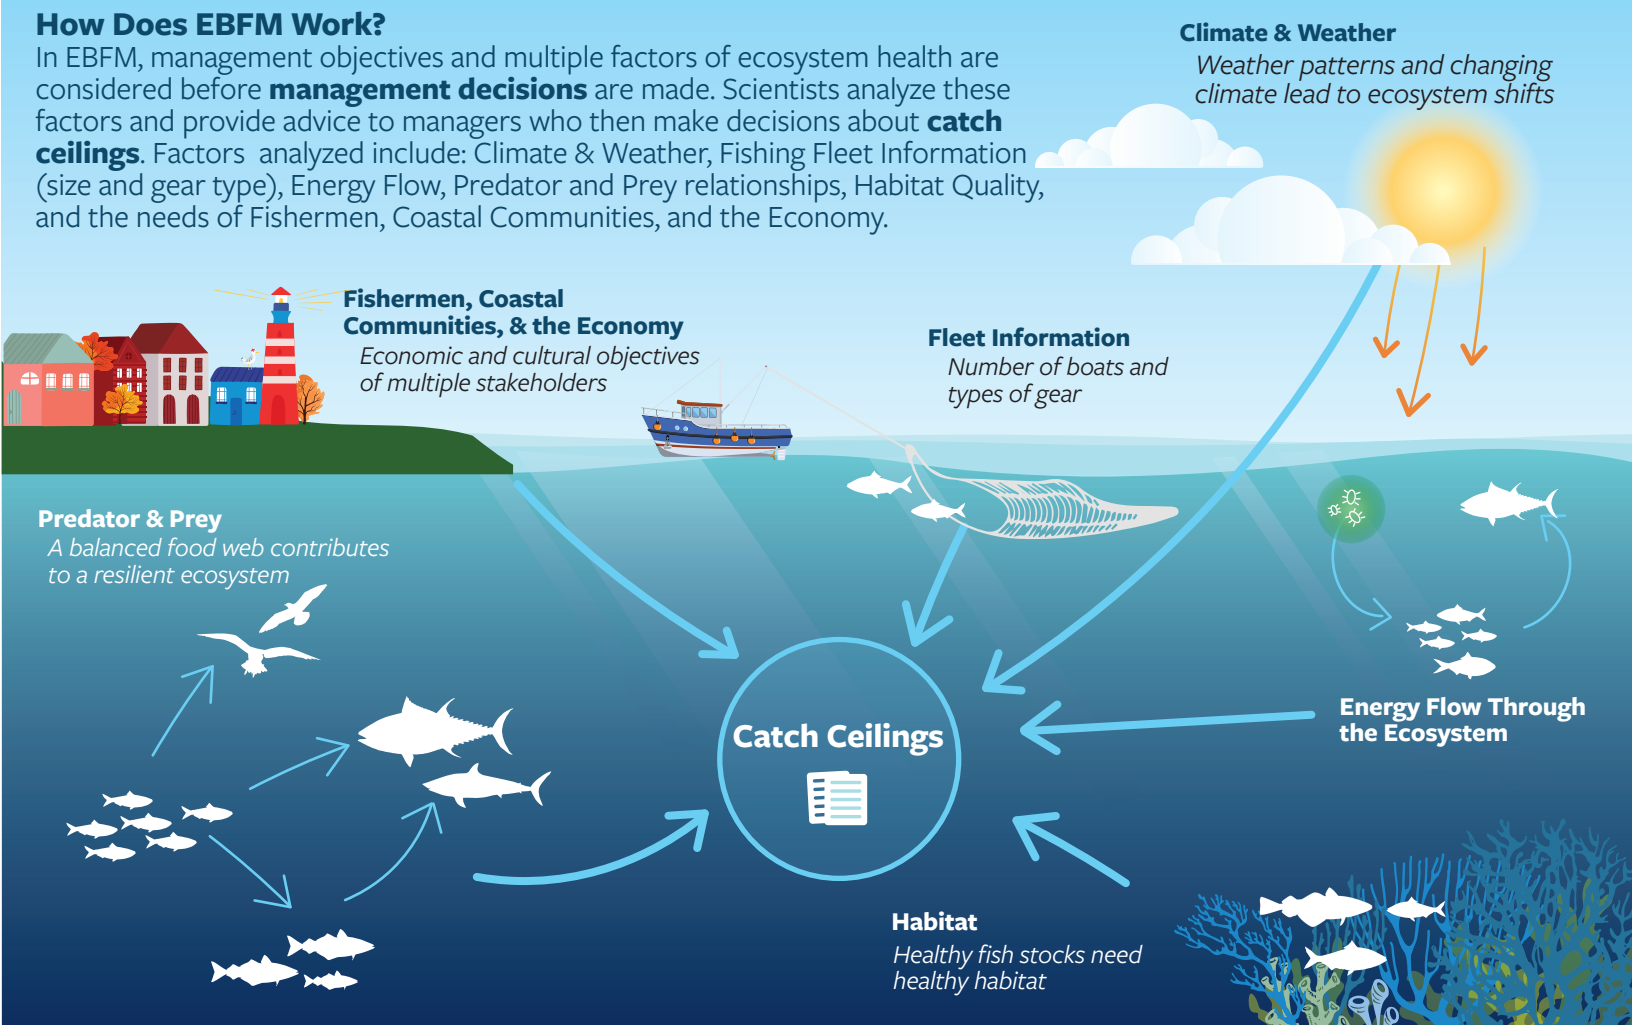 How Does EBFM Work?
In EBFM, management objectives and multiple factors of ecosystem health are
considered before management decisions are made. Scientists analyze these
factors and provide advice to managers who then make decisions about catch
ceilings. Factors  analyzed include: Climate & Weather, Fishing Fleet Information
(size and gear type), Energy Flow, Predator and Prey relationships, Habitat Quality,
and the needs of Fishermen, Coastal Communities, and the Economy.
Climate & Weather
Weather patterns and changing
climate lead to ecosystem shifts
Fishermen, Coastal
Communities, & the Economy
Economic and cultural objectives
of multiple stakeholders
Fleet Information
Number of boats and
types of gear
Predator & Prey
A balanced food web contributes
to a resilient ecosystem
Catch Ceilings
Energy Flow Through
the Ecosystem
Habitat
Healthy fish stocks need
healthy habitat